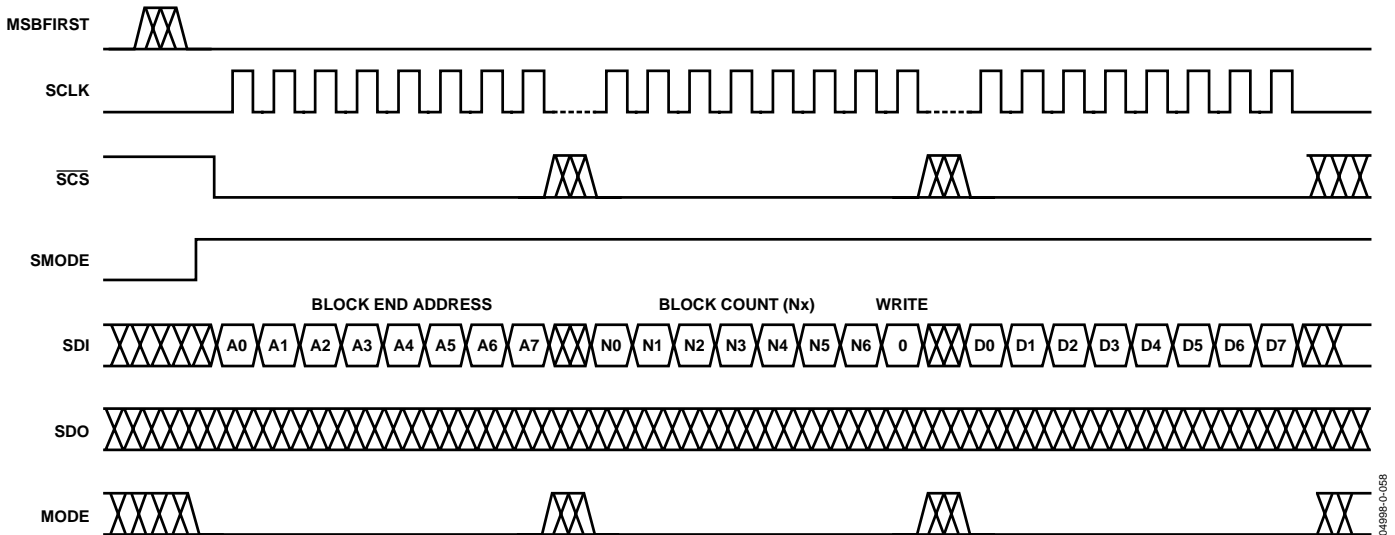 MSBFIRST
SCLK
SCS
SMODE
BLOCK END ADDRESS BLOCK COUNT (Nx) WRITE
SDI A0 A1 A2 A3 A4 A5 A6 A7 N0 N1 N2 N3 N4 N5 N6 0 D0 D1 D2 D3 D4 D5 D6 D7
SDO
MODE
04998-0-058